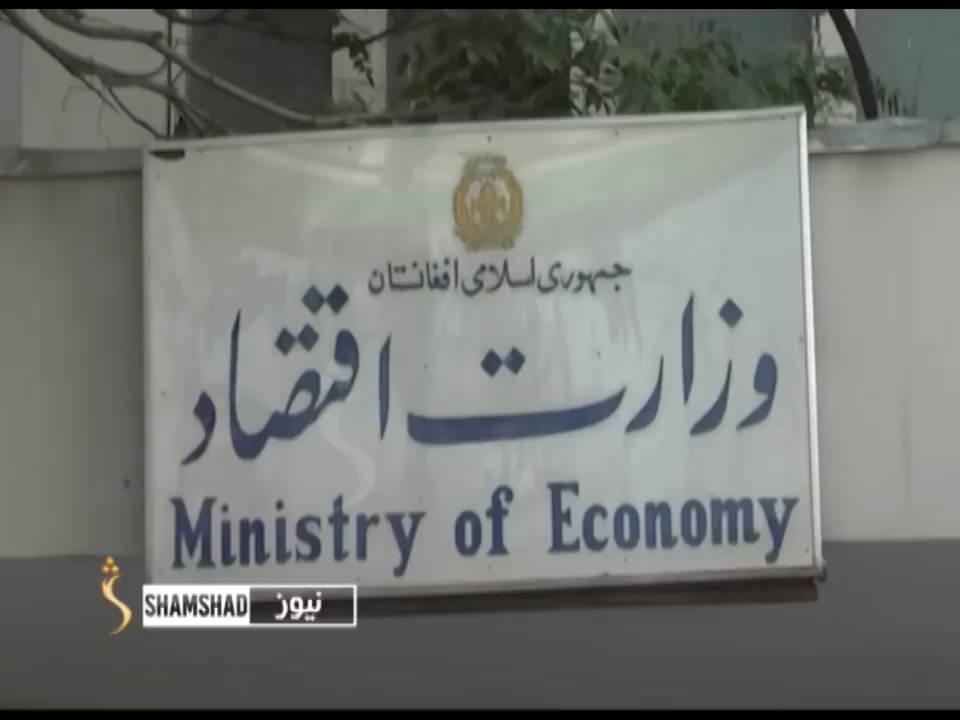 جمهوری اسلامی افغانستان
وزارت اقتصاد
Ministry of Economy
SHAMSHAD نیوز